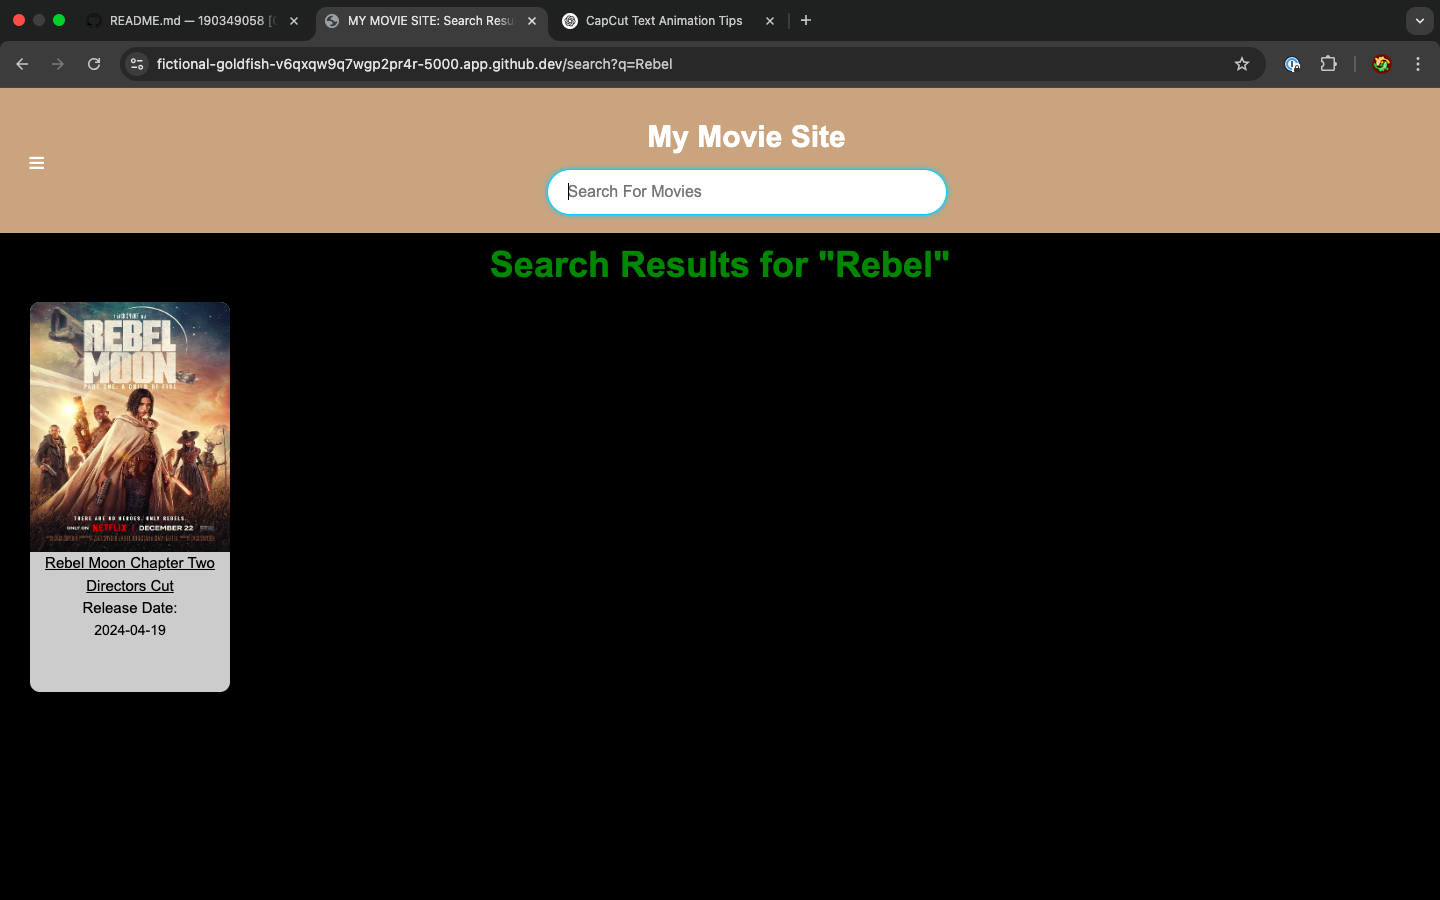 README.md — 190349058 [
MY MOVIE SITE: Search Resu
CapCut Text Animation Tips
fictional-goldfish-v6qxqw9q7wgp2pr4r-5000.app.github.dev/search?q=Rebel
My Movie Site
Search For Movies
Search Results for "Rebel"
REBEL
MOON
PART ONE: A CHILD OF FIRE
THERE ARE NO HEROES. ONLY REBELS.
ONLY ON NETFLIX | DECEMBER 22
Rebel Moon Chapter Two
Directors Cut
Release Date:
2024-04-19